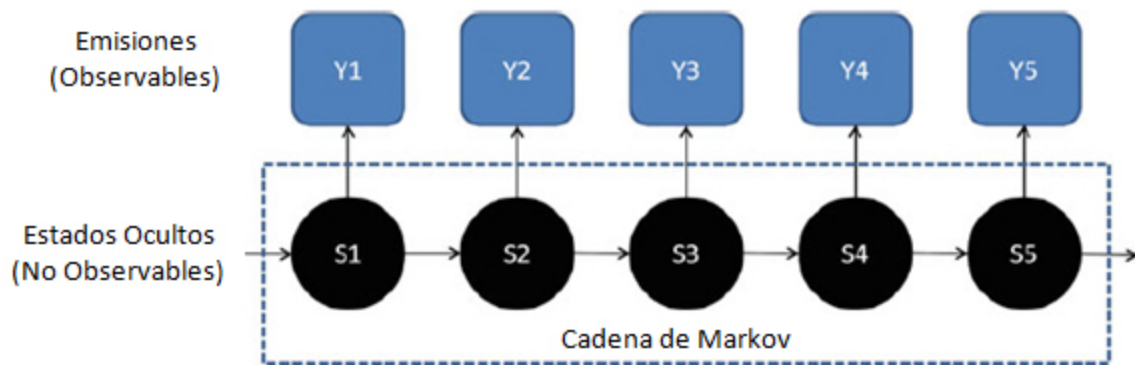 Emisiones
(Observables)
Y1 Y2 Y3 Y4 Y5
Estados Ocultos
(No Observables)
S1 S2 S3 S4 S5
Cadena de Markov